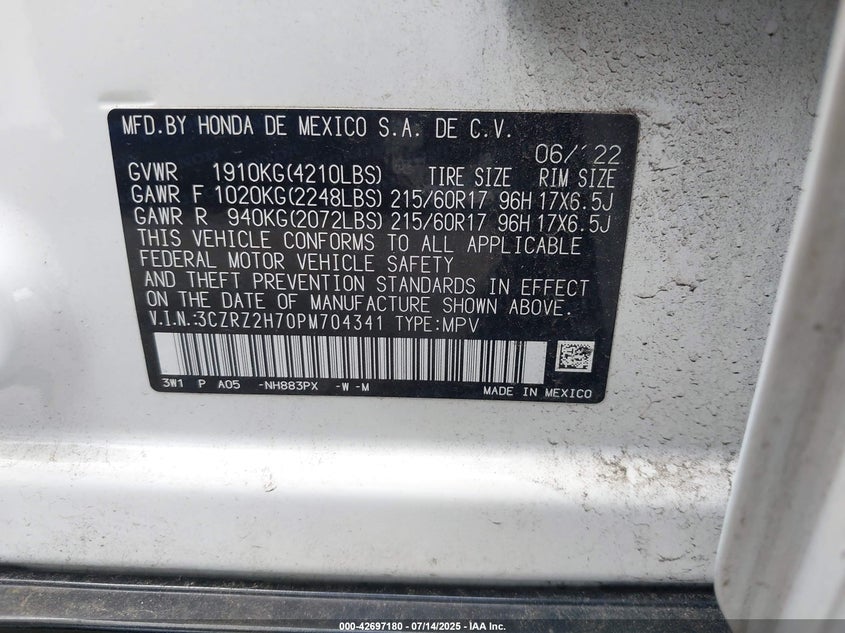 MFD.BY HONDA DE MEXICO S.A. DE C.V.
06/'22
GVWR 1910KG(4210LBS) TIRE SIZE RIM SIZE
GAWR F 1020KG(2248LBS) 215/60R17 96H 17X6.5J
GAWR R 940KG(2072LBS) 215/60R17 96H 17X6.5J
THIS VEHICLE CONFORMS TO ALL APPLICABLE
FEDERAL MOTOR VEHICLE SAFETY
AND THEFT PREVENTION STANDARDS IN EFFECT
ON THE DATE OF MANUFACTURE SHOWN ABOVE.
V.I.N.:3CZRZ2H70PM704341 TYPE:MPV
3W1 P A05 -NH883PX -W -M MADE IN MEXICO
000-42697180 - 07/14/2025 - IAA Inc.